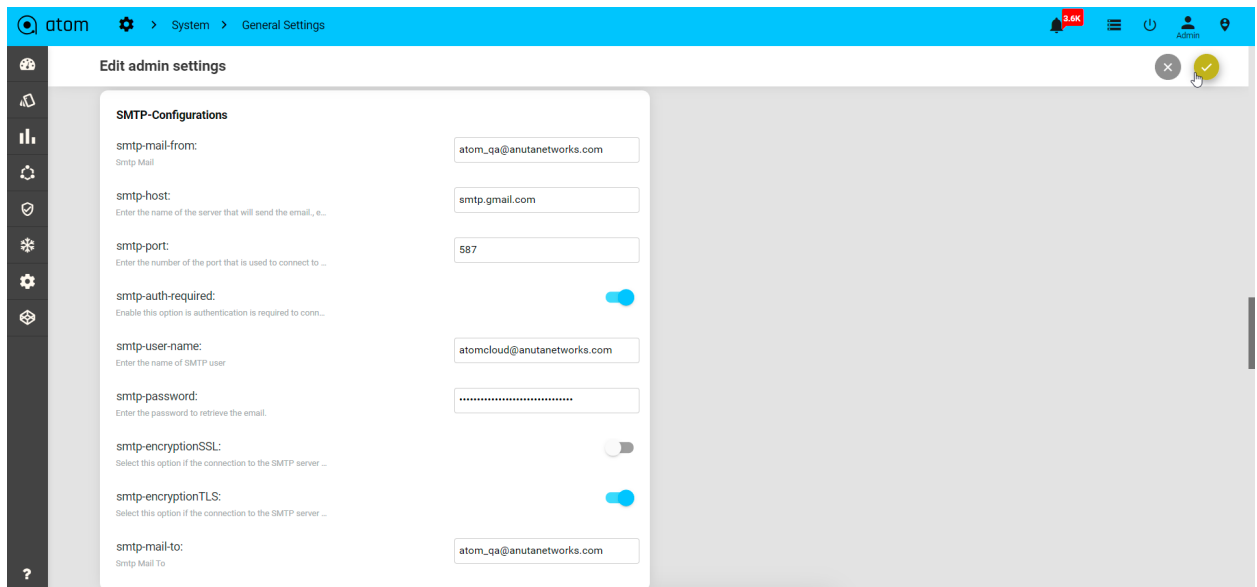 atom > System > General Settings 3.6K Admin
Edit admin settings
SMTP-Configurations
smtp-mail-from: atom_qa@anutanetworks.com
Smtp Mail
smtp-host: smtp.gmail.com
Enter the name of the server that will send the email., e...
smtp-port: 587
Enter the number of the port that is used to connect to ...
smtp-auth-required:
Enable this option is authentication is required to conn...
smtp-user-name: atomcloud@anutanetworks.com
Enter the name of SMTP user
smtp-password: ••••••••••••••••••••••••••••••••
Enter the password to retrieve the email.
smtp-encryptionSSL:
Select this option if the connection to the SMTP server ...
smtp-encryptionTLS:
Select this option if the connection to the SMTP server ...
smtp-mail-to: atom_qa@anutanetworks.com
Smtp Mail To
?